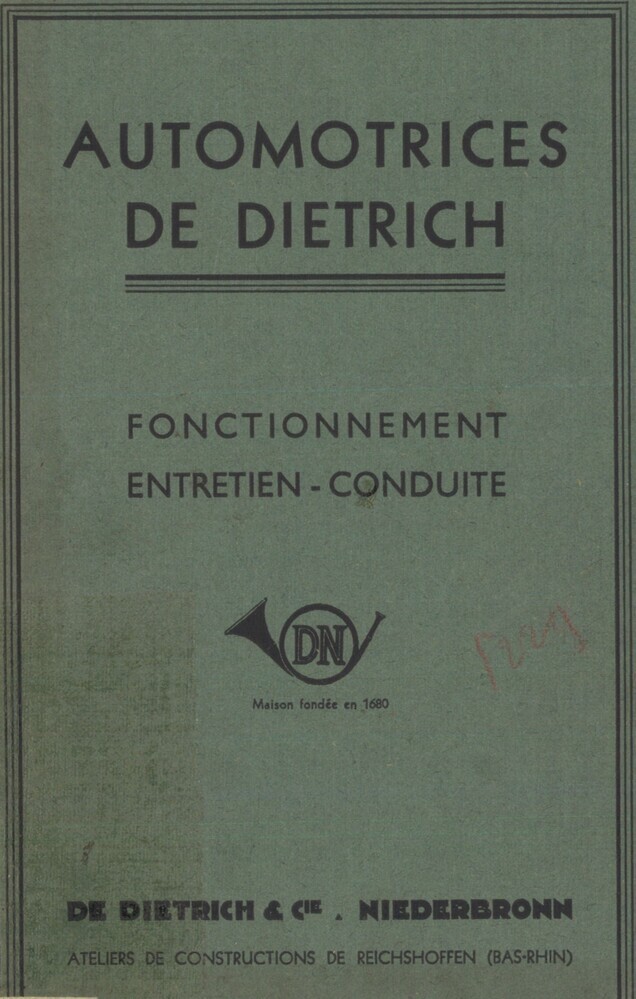 AUTOMOTRICES
DE DIETRICH
FONCTIONNEMENT
ENTRETIEN - CONDUITE
DN
Maison fondée en 1680
DE DIETRICH & CIE . NIEDERBRONN
ATELIERS DE CONSTRUCTIONS DE REICHSHOFFEN (BAS-RHIN)